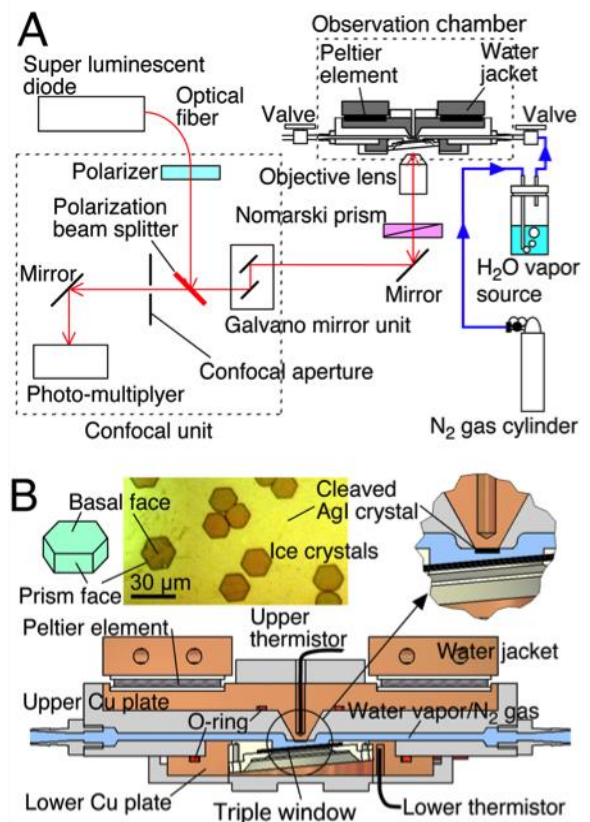 A
Observation chamber
Super luminescent
diode
Optical
fiber
Peltier
element
Water
jacket
Valve
Valve
Polarizer
Objective lens
Polarization
beam splitter
Nomarski prism
Mirror
Mirror
H2O vapor
source
Galvano mirror unit
Confocal aperture
Photo-multiplyer
Confocal unit
N2 gas cylinder
B
Basal face
Cleaved
AgI crystal
Ice crystals
Prism face
30 µm
Peltier element
Upper
thermistor
Water jacket
Upper Cu plate
O-ring
Water vapor/N2 gas
Lower Cu plate
Triple window
Lower thermistor